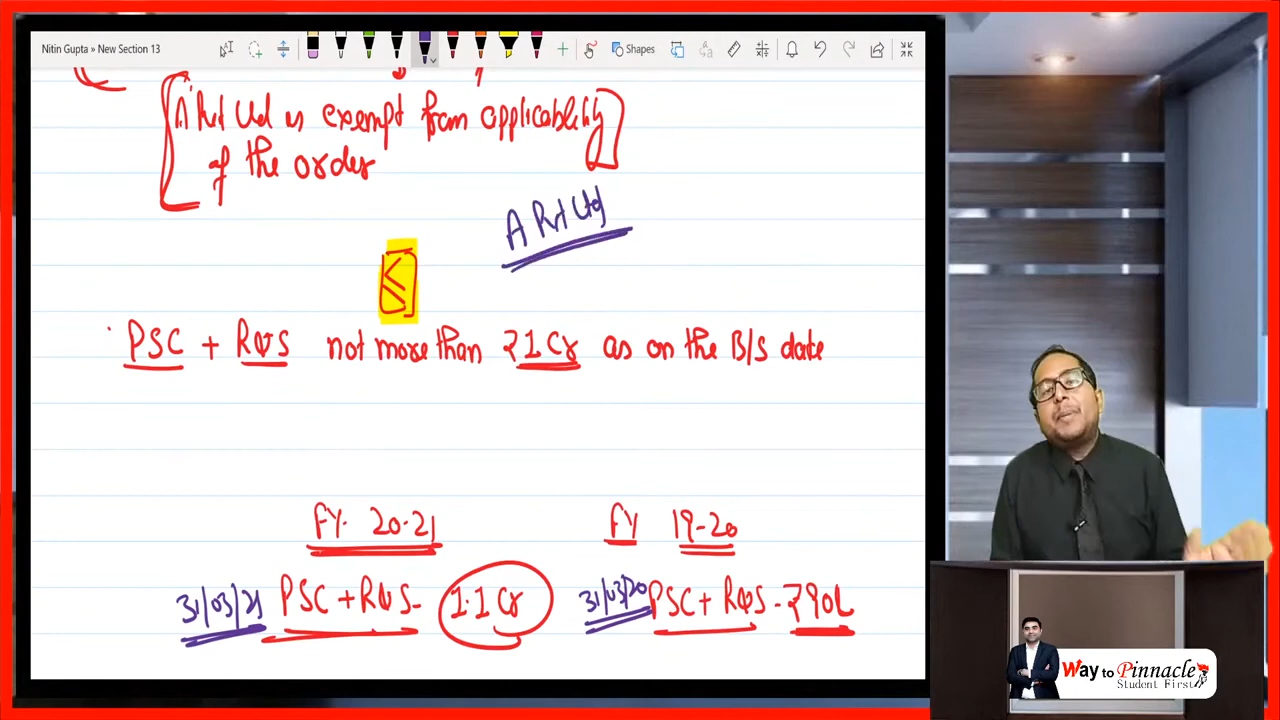 Nitin Gupta » New Section 13
Shapes
A Pvt Ltd is exempt from applicability
of the order
A Pvt Ltd
≤
PSC + R&S not more than ₹1 Cr as on the B/S date
FY. 20-21
FY 19-20
31/03/21 PSC + R&S - 1.1 Cr
31/03/20 PSC + R&S - ₹90L
Way to Pinnacle
Student First